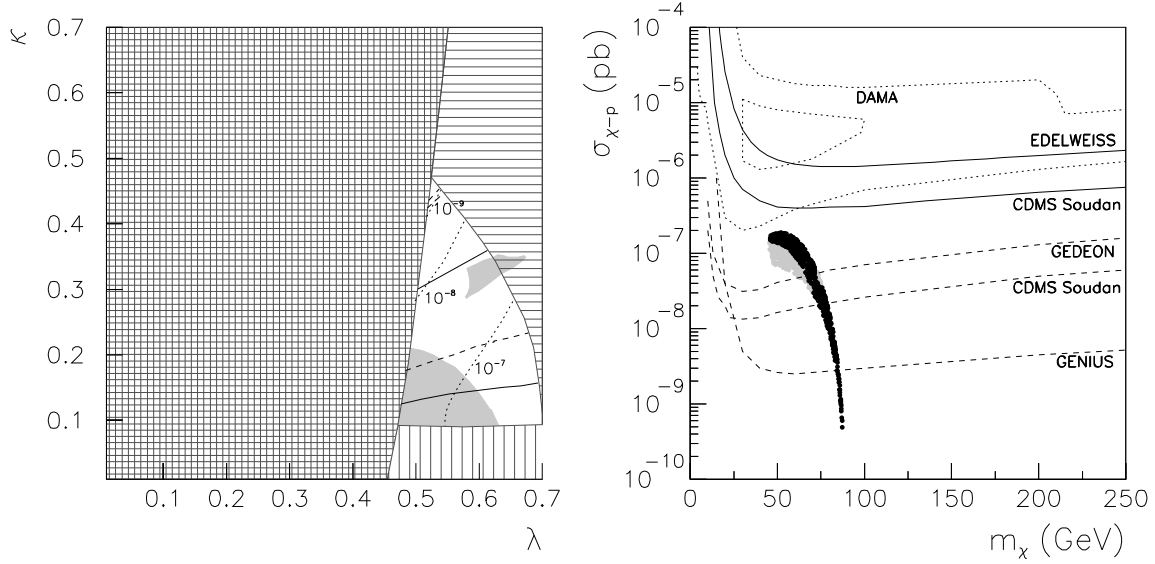 κ
0.7
0.6
0.5
0.4
0.3
0.2
0.1
10⁻⁹
10⁻⁸
10⁻⁷
0.1 0.2 0.3 0.4 0.5 0.6 0.7
λ
σχ−p (pb)
10⁻⁴
10⁻⁵
10⁻⁶
10⁻⁷
10⁻⁸
10⁻⁹
10⁻¹⁰
DAMA
EDELWEISS
CDMS Soudan
GEDEON
CDMS Soudan
GENIUS
0 50 100 150 200 250
mχ (GeV)